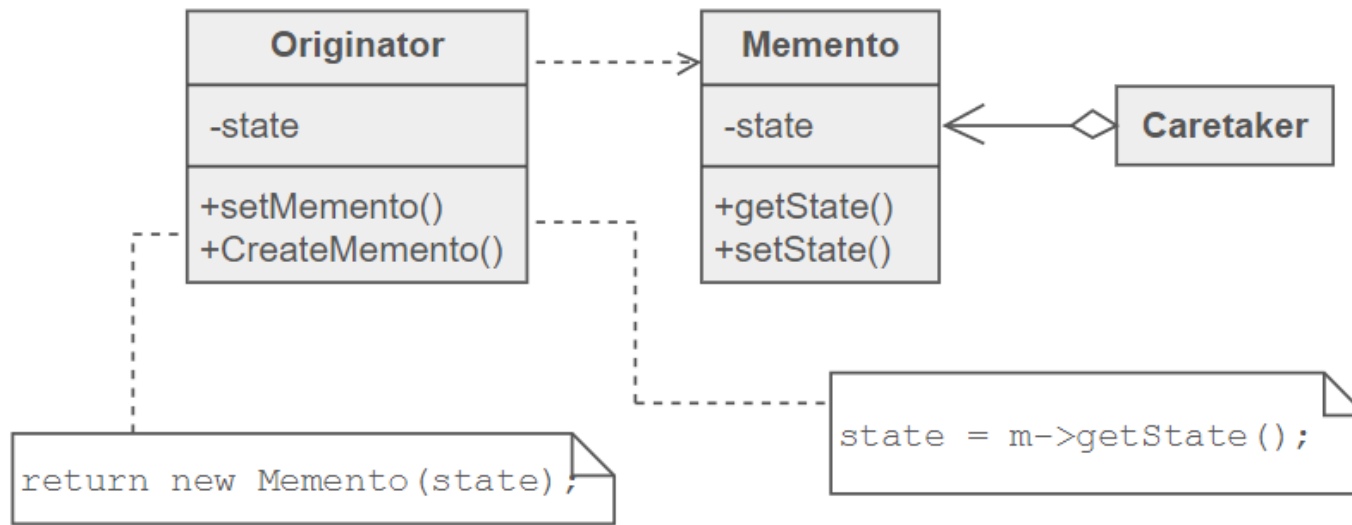 Originator
-state
+setMemento()
+CreateMemento()
Memento
-state
+getState()
+setState()
Caretaker
return new Memento(state);
state = m->getState();